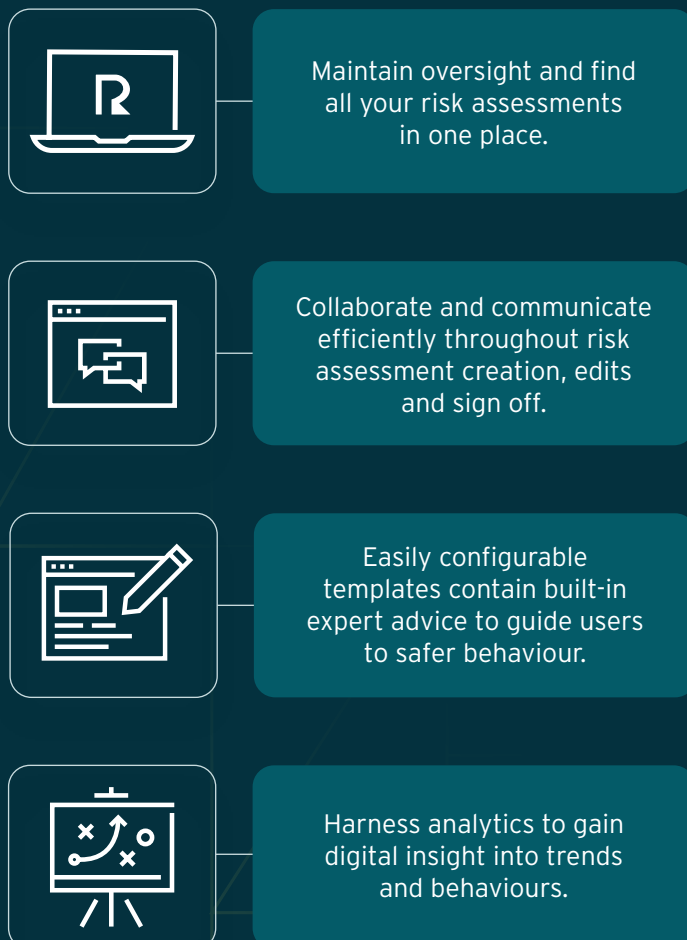 R
Maintain oversight and find
all your risk assessments
in one place.
Collaborate and communicate
efficiently throughout risk
assessment creation, edits
and sign off.
Easily configurable
templates contain built-in
expert advice to guide users
to safer behaviour.
Harness analytics to gain
digital insight into trends
and behaviours.